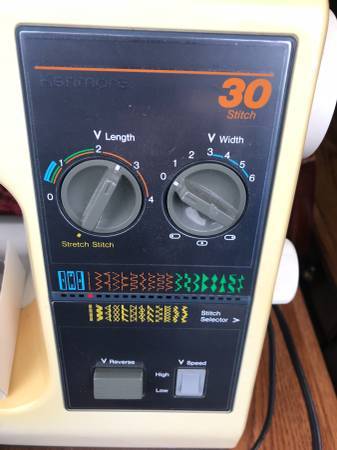 Kenmore
30
Stitch
V Length
V Width
0 1 2 3 4
0 1 2 3 4 5 6
Stretch Stitch
Stitch
Selector >
V Reverse
V Speed
High
Low